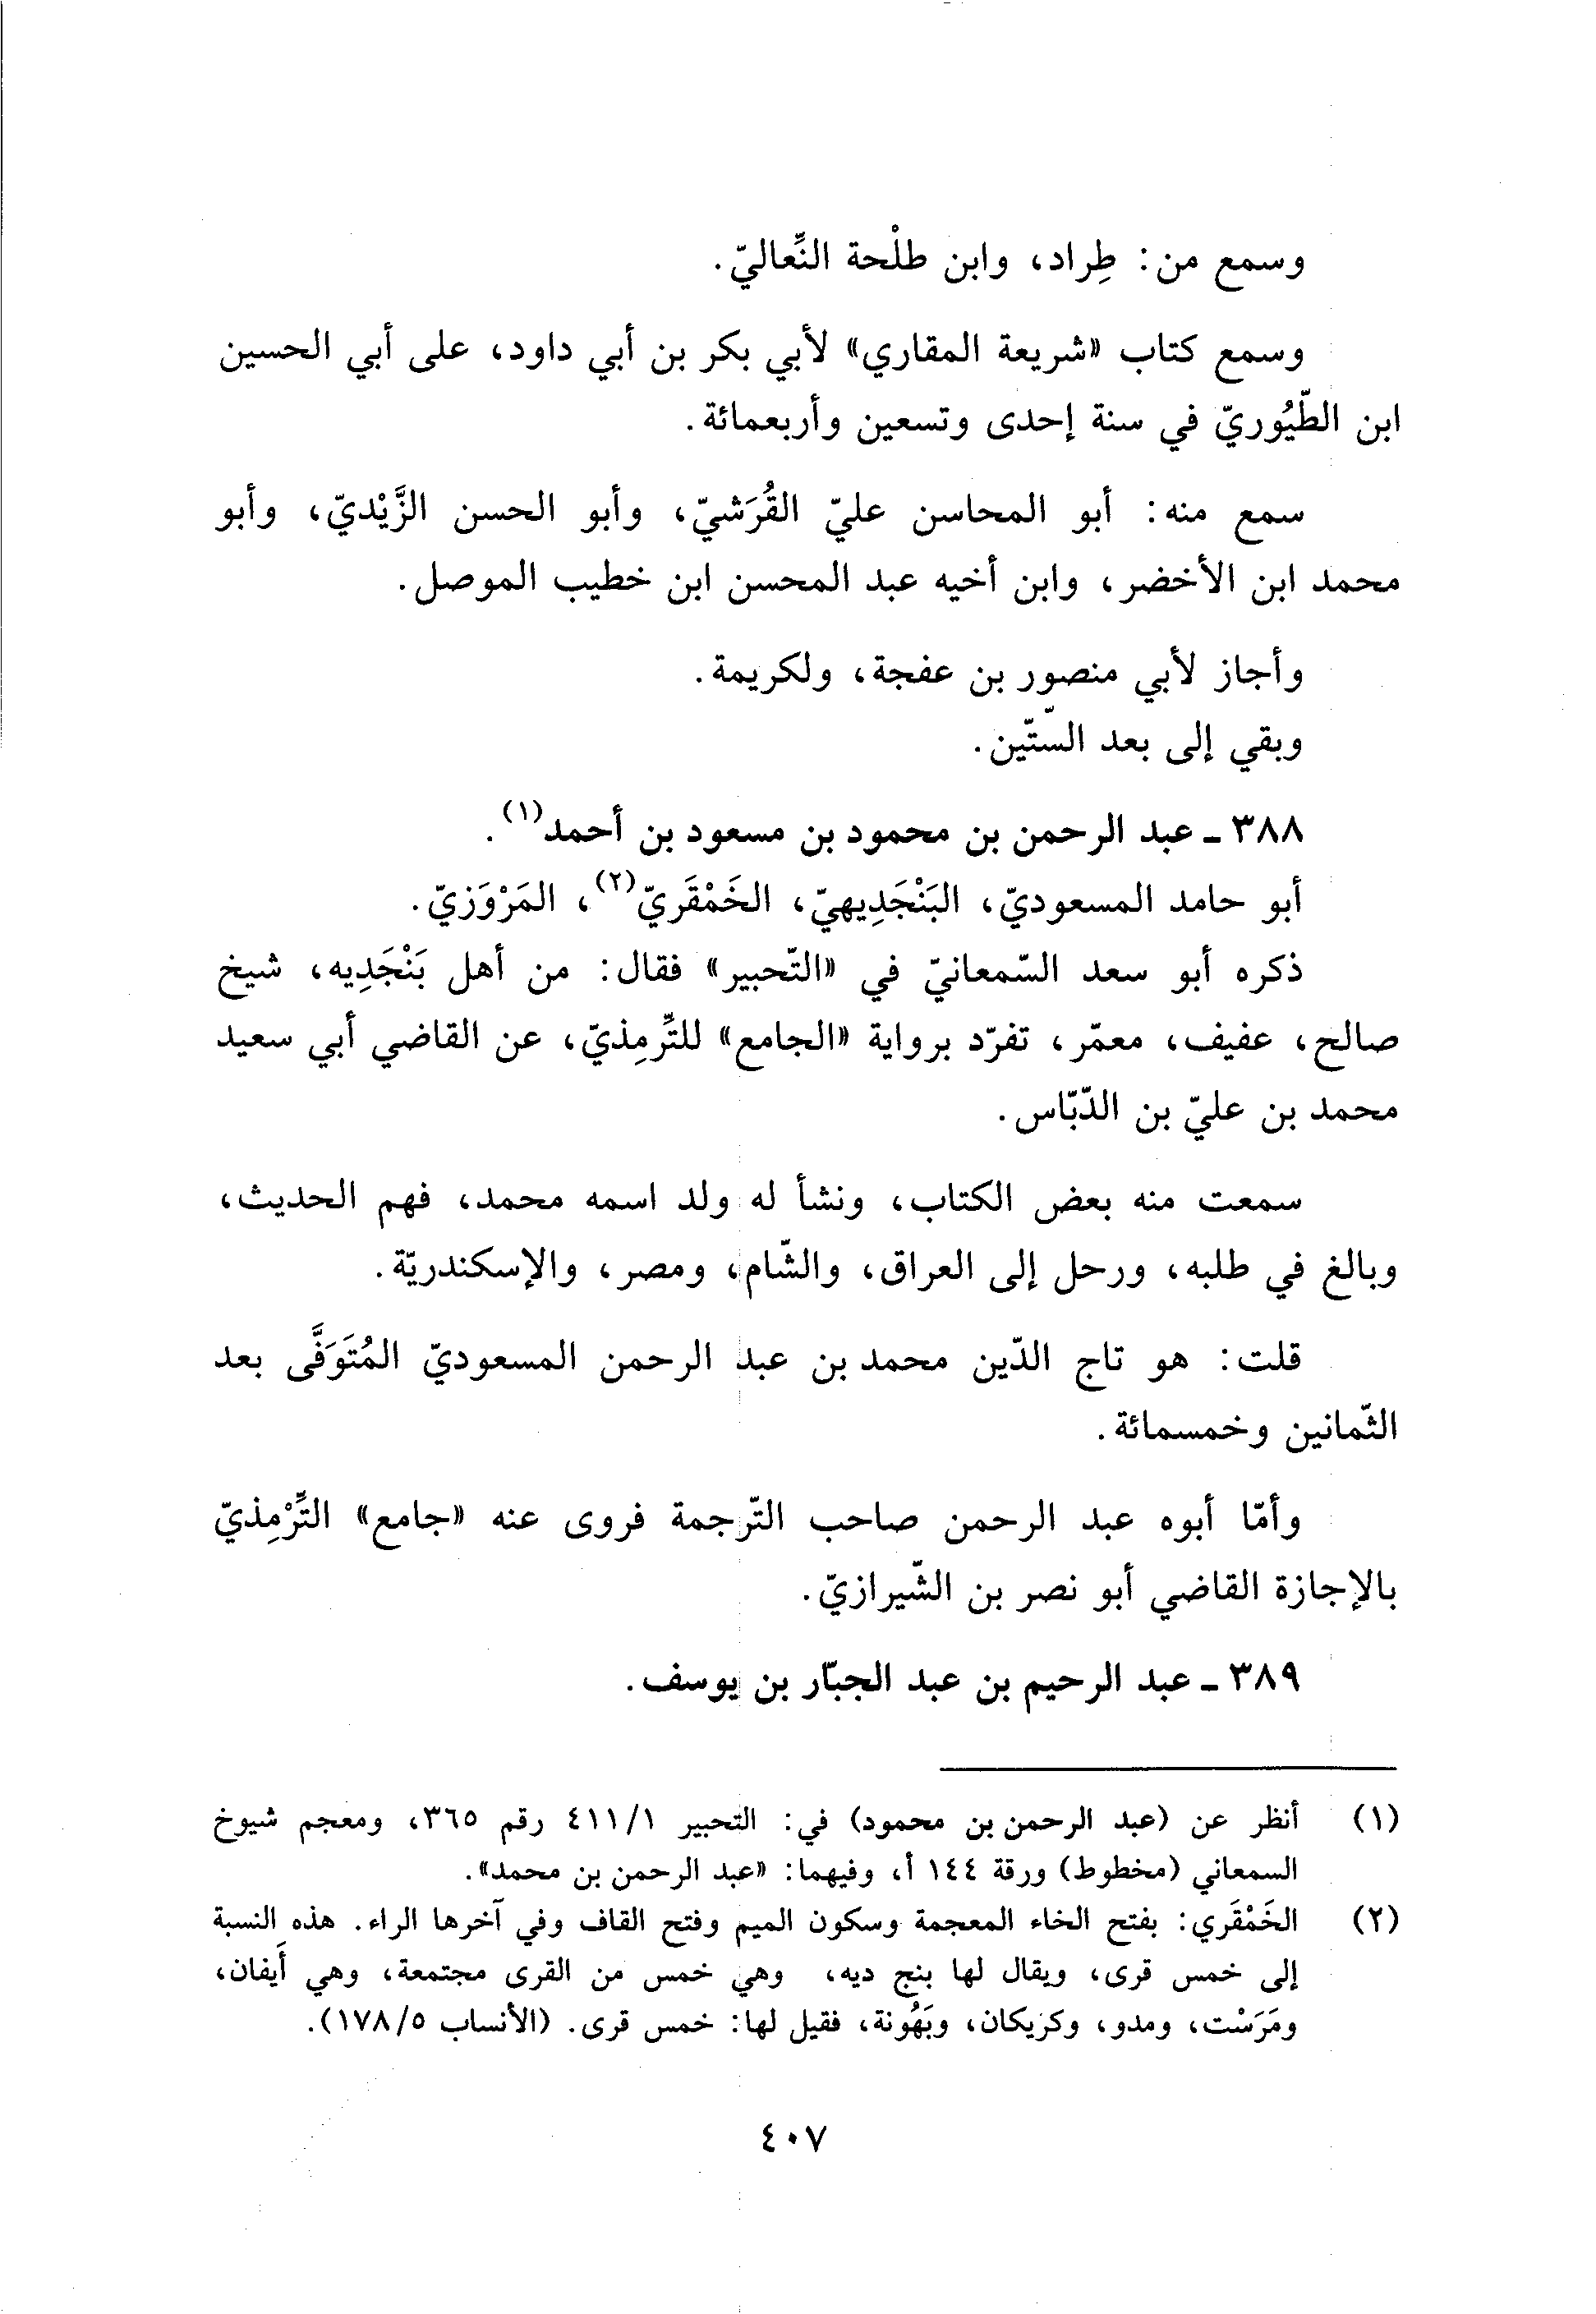 وسمع من: طِراد، وابن طلْحة النِّعاليّ.
وسمع كتاب «شريعة المقاري» لأبي بكر بن أبي داود، على أبي الحسين
ابن الطّيُوريّ في سنة إحدى وتسعين وأربعمائة.
سمع منه: أبو المحاسن عليّ القُرَشيّ، وأبو الحسن الزَّيْديّ، وأبو
محمد ابن الأخضر، وابن أخيه عبد المحسن ابن خطيب الموصل.
وأجاز لأبي منصور بن عفجة، ولكريمة.
وبقي إلى بعد السّتّين.
٣٨٨ ـ عبد الرحمن بن محمود بن مسعود بن أحمد(١).
أبو حامد المسعوديّ، البَنْجَدِيهيّ، الخَمْقَريّ(٢)، المَرْوَزيّ.
ذكره أبو سعد السّمعانيّ في «التّحبير» فقال: من أهل بَنْجَدِيه، شيخ
صالح، عفيف، معمّر، تفرّد برواية «الجامع» للتِّرمِذيّ، عن القاضي أبي سعيد
محمد بن عليّ بن الدّبّاس.
سمعت منه بعض الكتاب، ونشأ له ولد اسمه محمد، فهم الحديث،
وبالغ في طلبه، ورحل إلى العراق، والشّام، ومصر، والإسكندريّة.
قلت: هو تاج الدّين محمد بن عبد الرحمن المسعوديّ المُتَوَفَّى بعد
الثّمانين وخمسمائة.
وأمّا أبوه عبد الرحمن صاحب التّرجمة فروى عنه «جامع» التِّرْمِذيّ
بالإجازة القاضي أبو نصر بن الشّيرازيّ.
٣٨٩ ـ عبد الرحيم بن عبد الجبّار بن يوسف.
(١) أنظر عن (عبد الرحمن بن محمود) في: التحبير ٤١١/١ رقم ٣٦٥، ومعجم شيوخ
السمعاني (مخطوط) ورقة ١٤٤ أ، وفيهما: «عبد الرحمن بن محمد».
(٢) الخَمْقَري: بفتح الخاء المعجمة وسكون الميم وفتح القاف وفي آخرها الراء. هذه النسبة
إلى خمس قرى، ويقال لها بنج ديه، وهي خمس من القرى مجتمعة، وهي أَيفان،
ومَرَسْت، ومدو، وكريكان، وبَهُونة، فقيل لها: خمس قرى. (الأنساب ١٧٨/٥).
٤٠٧